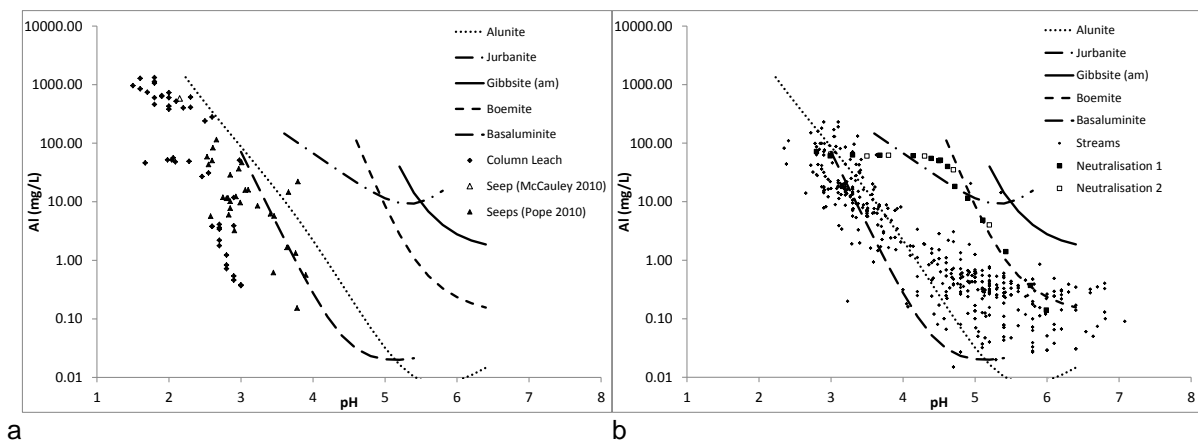 10000.00
1000.00
100.00
10.00
1.00
0.10
0.01
Al (mg/L)
1 2 3 4 5 6 7 8
pH
Alunite
Jurbanite
Gibbsite (am)
Boemite
Basaluminite
Column Leach
Seep (McCauley 2010)
Seeps (Pope 2010)
a
10000.00
1000.00
100.00
10.00
1.00
0.10
0.01
Al (mg/L)
1 2 3 4 5 6 7 8
pH
Alunite
Jurbanite
Gibbsite (am)
Boemite
Basaluminite
Streams
Neutralisation 1
Neutralisation 2
b